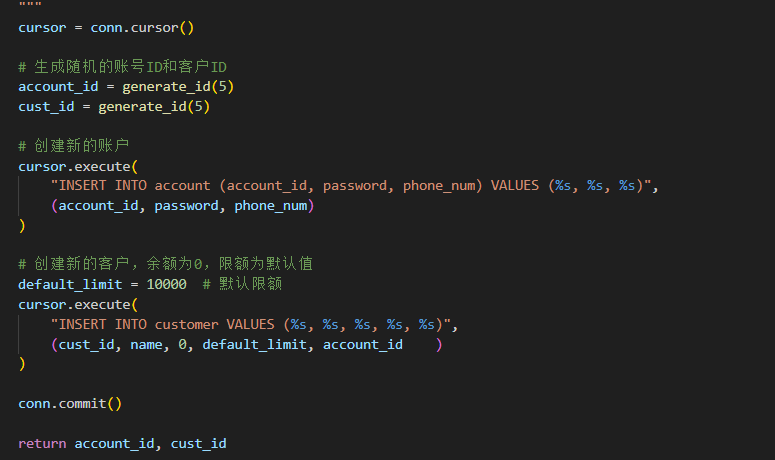 """
cursor = conn.cursor()
# 生成随机的账号ID和客户ID
account_id = generate_id(5)
cust_id = generate_id(5)
# 创建新的账户
cursor.execute(
"INSERT INTO account (account_id, password, phone_num) VALUES (%s, %s, %s)",
(account_id, password, phone_num)
)
# 创建新的客户，余额为0，限额为默认值
default_limit = 10000  # 默认限额
cursor.execute(
"INSERT INTO customer VALUES (%s, %s, %s, %s, %s)",
(cust_id, name, 0, default_limit, account_id    )
)
conn.commit()
return account_id, cust_id